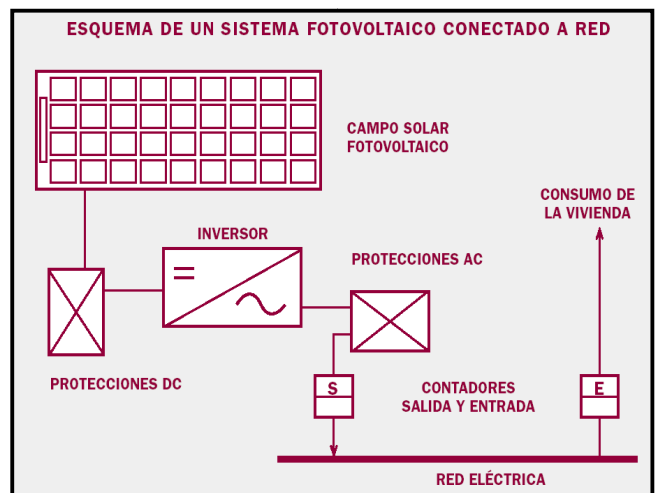 ESQUEMA DE UN SISTEMA FOTOVOLTAICO CONECTADO A RED
CAMPO SOLAR
FOTOVOLTAICO
CONSUMO DE
LA VIVIENDA
INVERSOR
PROTECCIONES AC
PROTECCIONES DC
S
CONTADORES
SALIDA Y ENTRADA
E
RED ELÉCTRICA